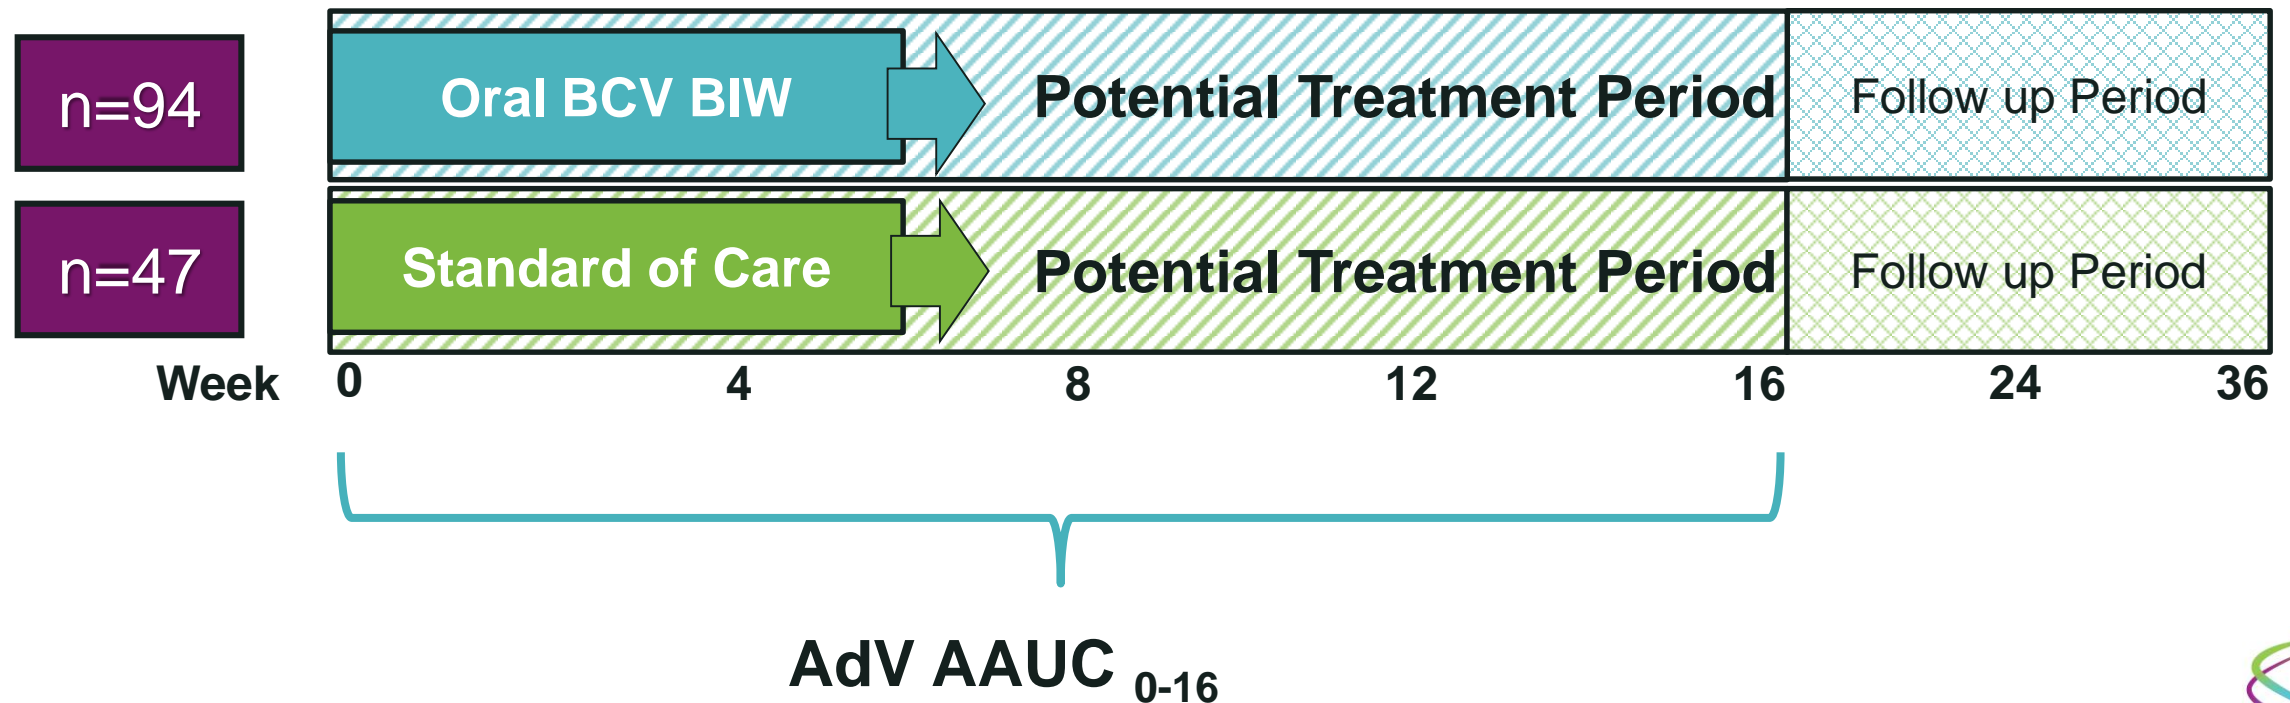 n=94 Oral BCV BIW Potential Treatment Period Follow up Period
n=47 Standard of Care Potential Treatment Period Follow up Period
Week 0 4 8 12 16 24 36
AdV AAUC 0-16